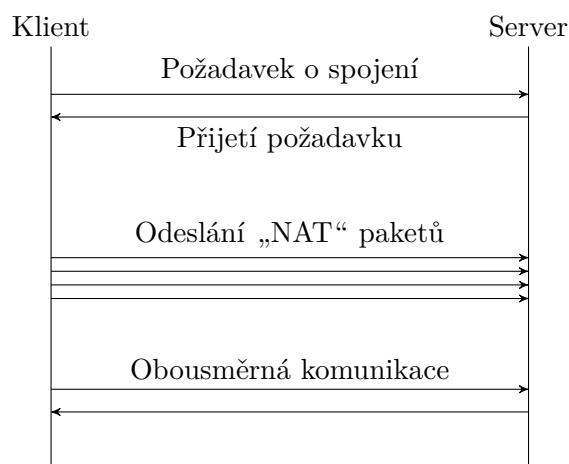 Klient
Server
Požadavek o spojení
Přijetí požadavku
Odeslání „NAT“ paketů
Obousměrná komunikace